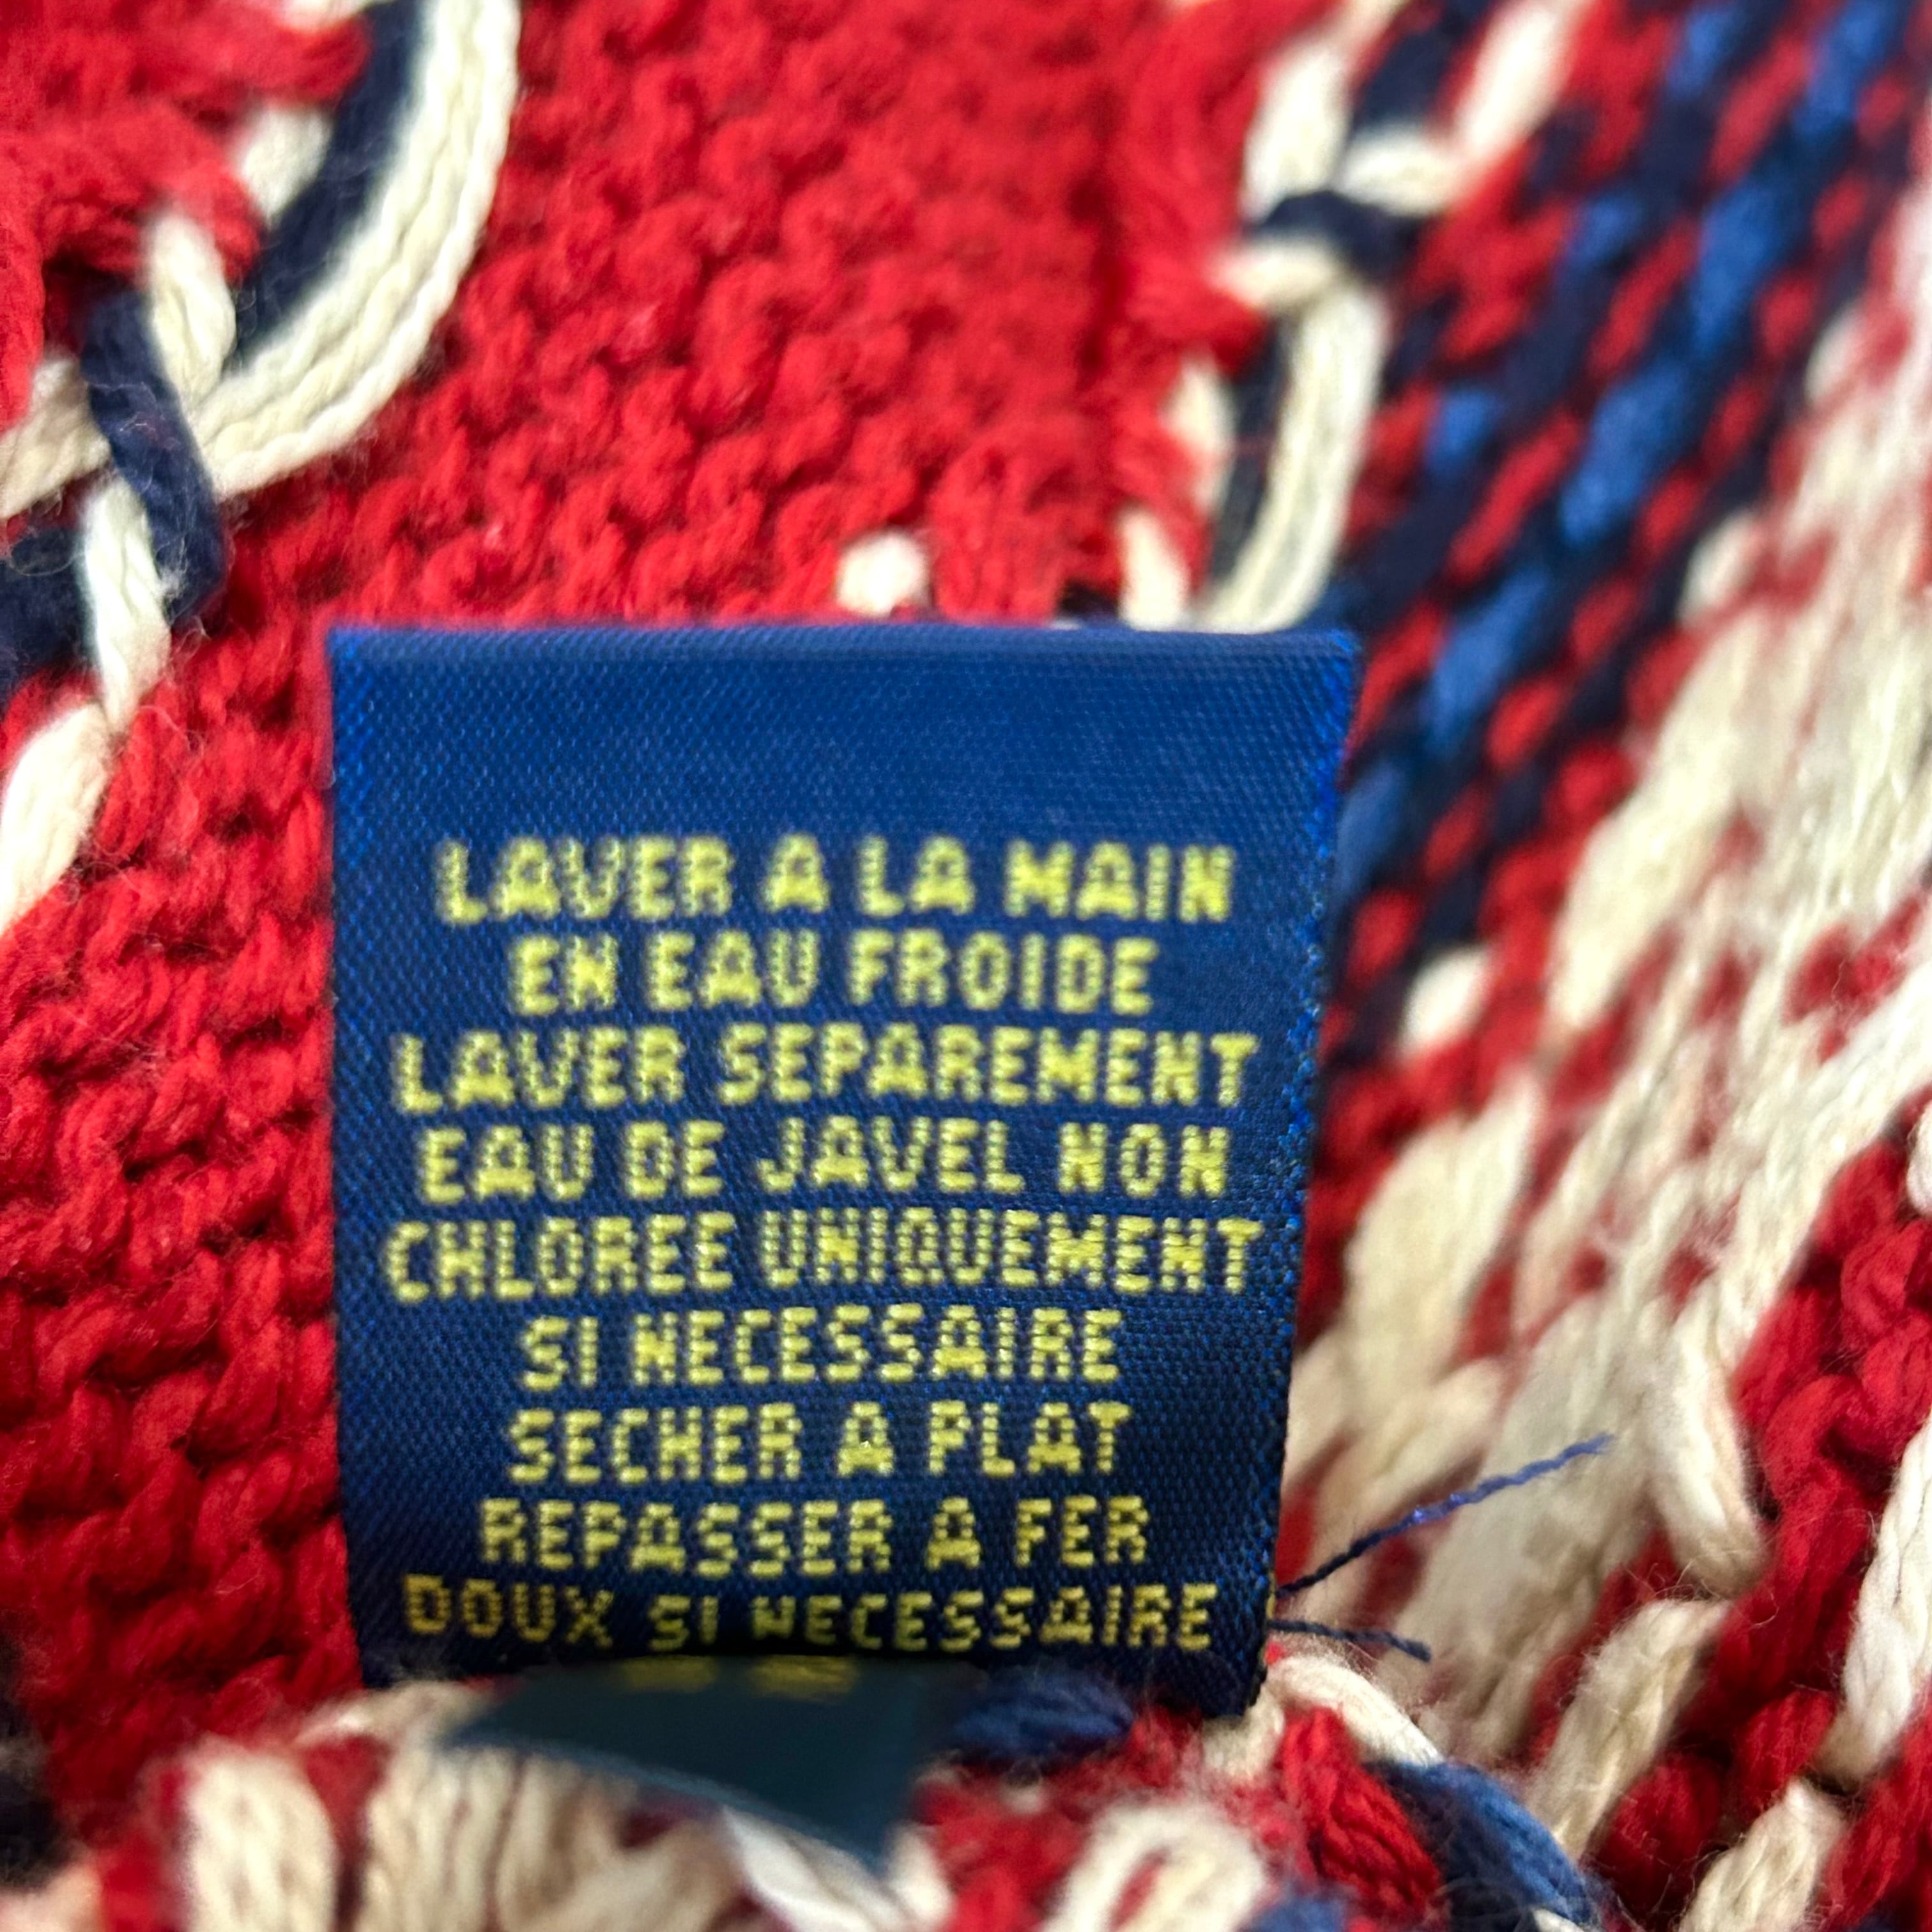 LAVER A LA MAIN
EN EAU FROIDE
LAVER SEPAREMENT
EAU DE JAVEL NON
CHLOREE UNIQUEMENT
SI NECESSAIRE
SECHER A PLAT
REPASSER A FER
DOUX SI NECESSAIRE